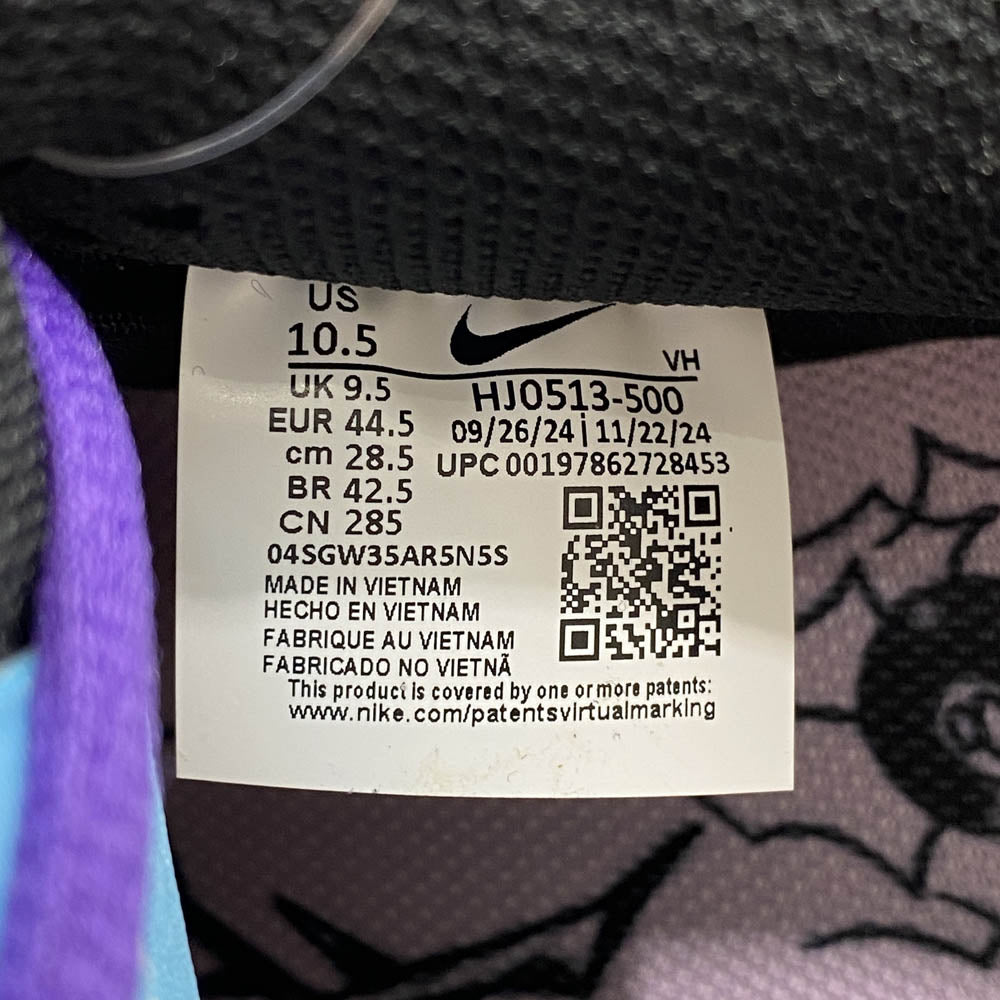 US
10.5
VH
UK 9.5
HJ0513-500
EUR 44.5
09/26/24 | 11/22/24
cm 28.5
UPC 00197862728453
BR 42.5
CN 285
04SGW35AR5N5S
MADE IN VIETNAM
HECHO EN VIETNAM
FABRIQUE AU VIETNAM
FABRICADO NO VIETNÃ
This product is covered by one or more patents:
www.nike.com/patentsvirtualmarking